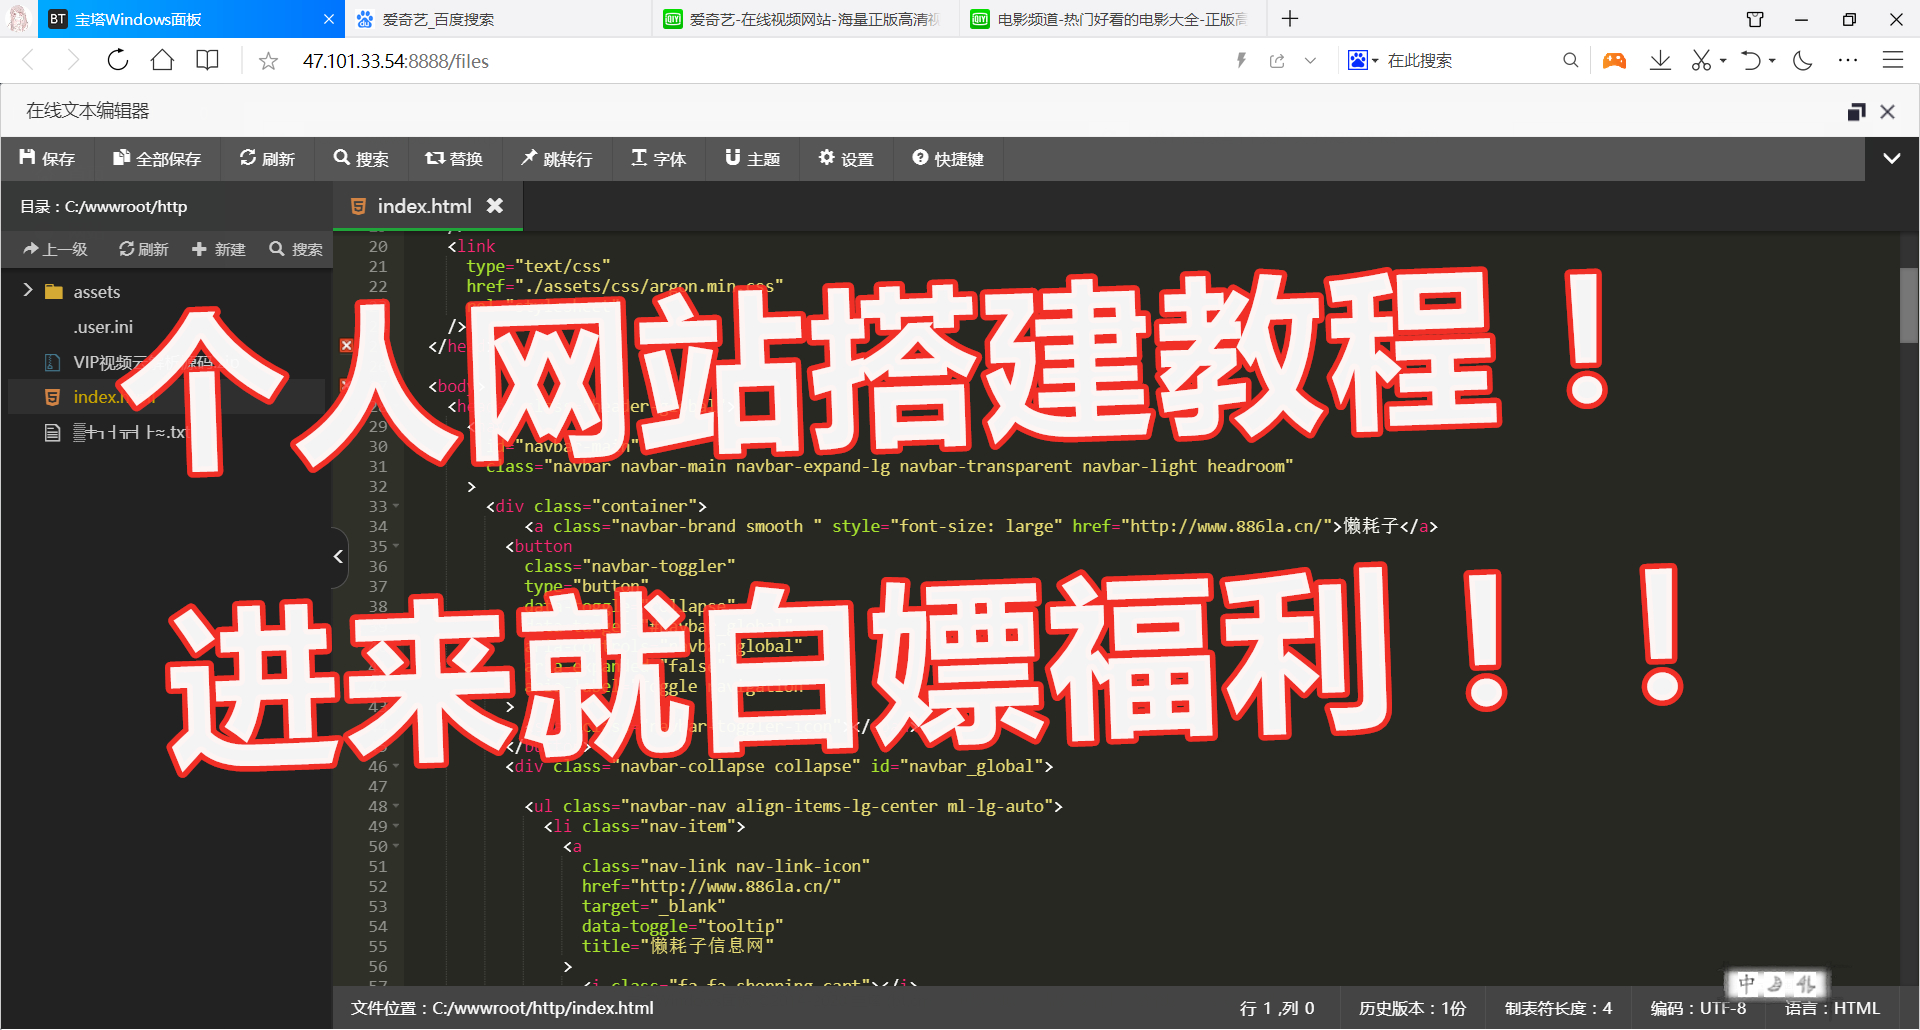 BT 宝塔Windows面板
爱奇艺_百度搜索
爱奇艺-在线视频网站-海量正版高清视
电影频道-热门好看的电影大全-正版高
47.101.33.54:8888/files
在此搜索
在线文本编辑器
保存 全部保存 刷新 搜索 替换 跳转行 字体 主题 设置 快捷键
目录：C:/wwwroot/http
index.html
上一级 刷新 新建 搜索
assets
.user.ini
VIP视频云
index.
.txt
个人网站搭建教程！
进来就白嫖福利！！
20 <link
21 type="text/css"
22 href="./assets/css/argon.min.css"
/>
</he
<body
29
30 "navba
31 class="navbar navbar-main navbar-expand-lg navbar-transparent navbar-light headroom"
32 >
33 <div class="container">
34 <a class="navbar-brand smooth " style="font-size: large" href="http://www.886la.cn/">懒耗子</a>
35 <button
36 class="navbar-toggler"
37 type="button"
38
46 <div class="navbar-collapse collapse" id="navbar_global">
47
48 <ul class="navbar-nav align-items-lg-center ml-lg-auto">
49 <li class="nav-item">
50 <a
51 class="nav-link nav-link-icon"
52 href="http://www.886la.cn/"
53 target="_blank"
54 data-toggle="tooltip"
55 title="懒耗子信息网"
56 >
57 <i class="fa fa-shopping-cart"></i>
文件位置：C:/wwwroot/http/index.html
行 1 ,列 0
历史版本：1份
制表符长度：4
编码：UTF-8
语言：HTML
中